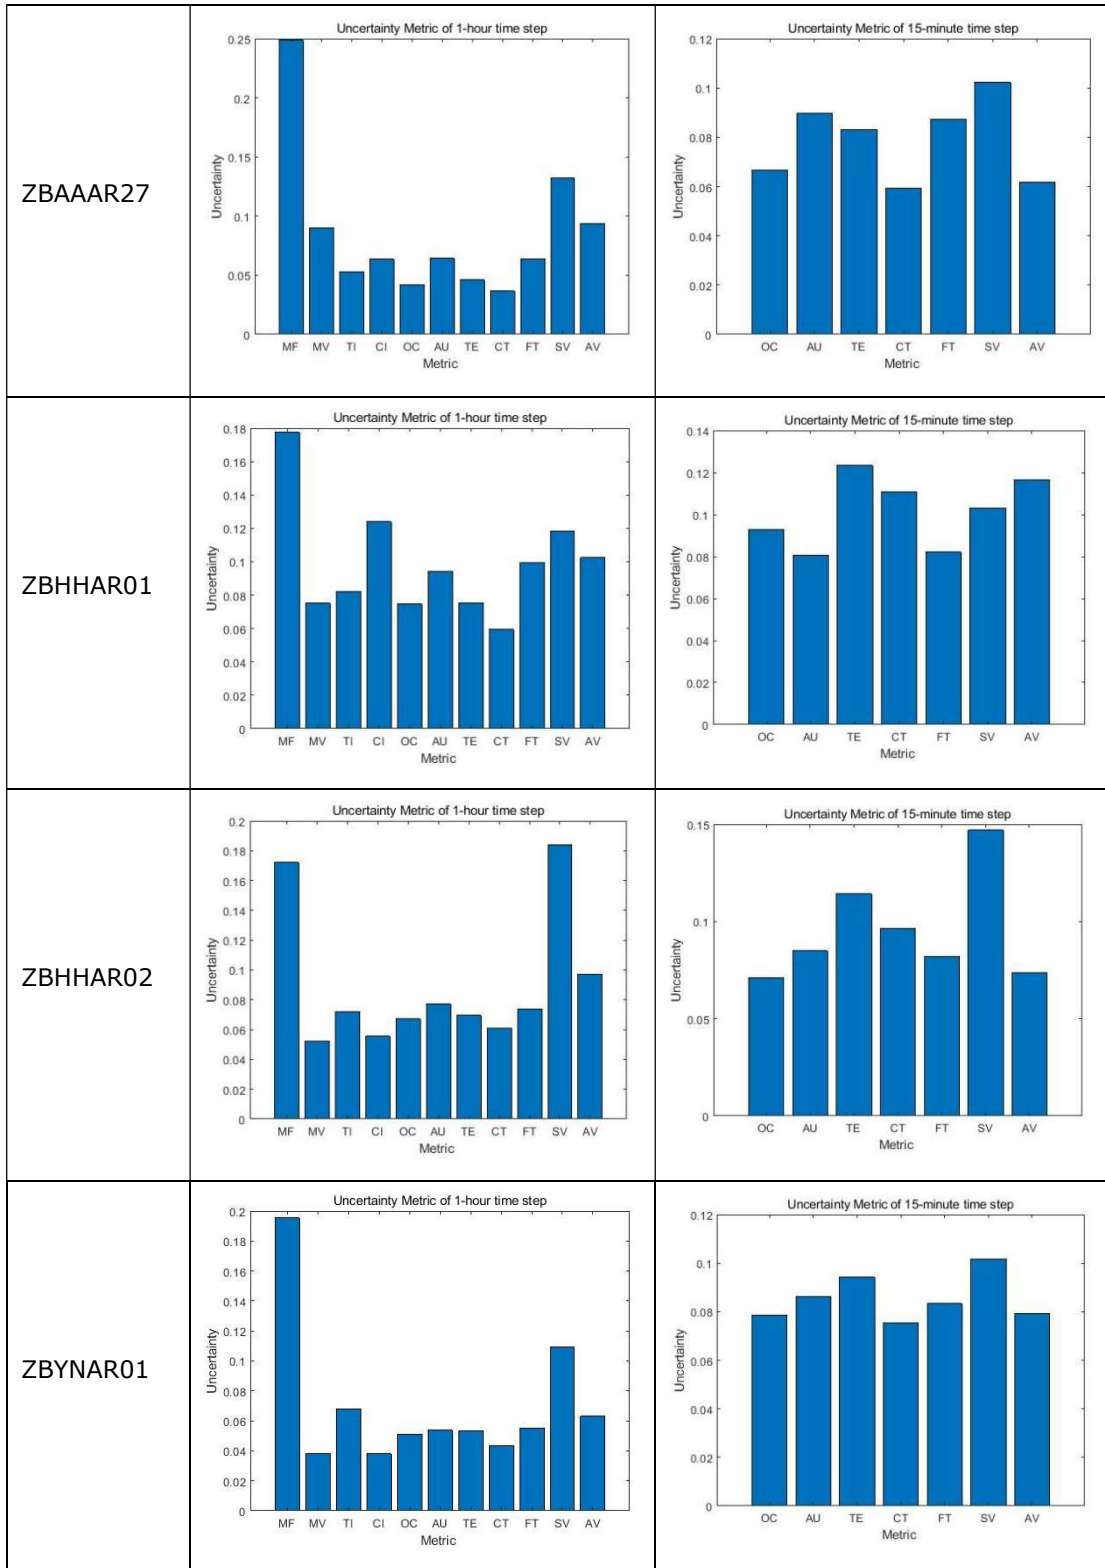 ZBAAAR27
Uncertainty Metric of 1-hour time step
0.25
0.2
0.15
0.1
0.05
0
Uncertainty
MF MV TI CI OC AU TE CT FT SV AV
Metric
Uncertainty Metric of 15-minute time step
0.12
0.1
0.08
0.06
0.04
0.02
0
Uncertainty
OC AU TE CT FT SV AV
Metric
ZBHHAR01
Uncertainty Metric of 1-hour time step
0.18
0.16
0.14
0.12
0.1
0.08
0.06
0.04
0.02
0
Uncertainty
MF MV TI CI OC AU TE CT FT SV AV
Metric
Uncertainty Metric of 15-minute time step
0.14
0.12
0.1
0.08
0.06
0.04
0.02
0
Uncertainty
OC AU TE CT FT SV AV
Metric
ZBHHAR02
Uncertainty Metric of 1-hour time step
0.2
0.18
0.16
0.14
0.12
0.1
0.08
0.06
0.04
0.02
0
Uncertainty
MF MV TI CI OC AU TE CT FT SV AV
Metric
Uncertainty Metric of 15-minute time step
0.15
0.1
0.05
0
Uncertainty
OC AU TE CT FT SV AV
Metric
ZBYNAR01
Uncertainty Metric of 1-hour time step
0.2
0.18
0.16
0.14
0.12
0.1
0.08
0.06
0.04
0.02
0
Uncertainty
MF MV TI CI OC AU TE CT FT SV AV
Metric
Uncertainty Metric of 15-minute time step
0.12
0.1
0.08
0.06
0.04
0.02
0
Uncertainty
OC AU TE CT FT SV AV
Metric